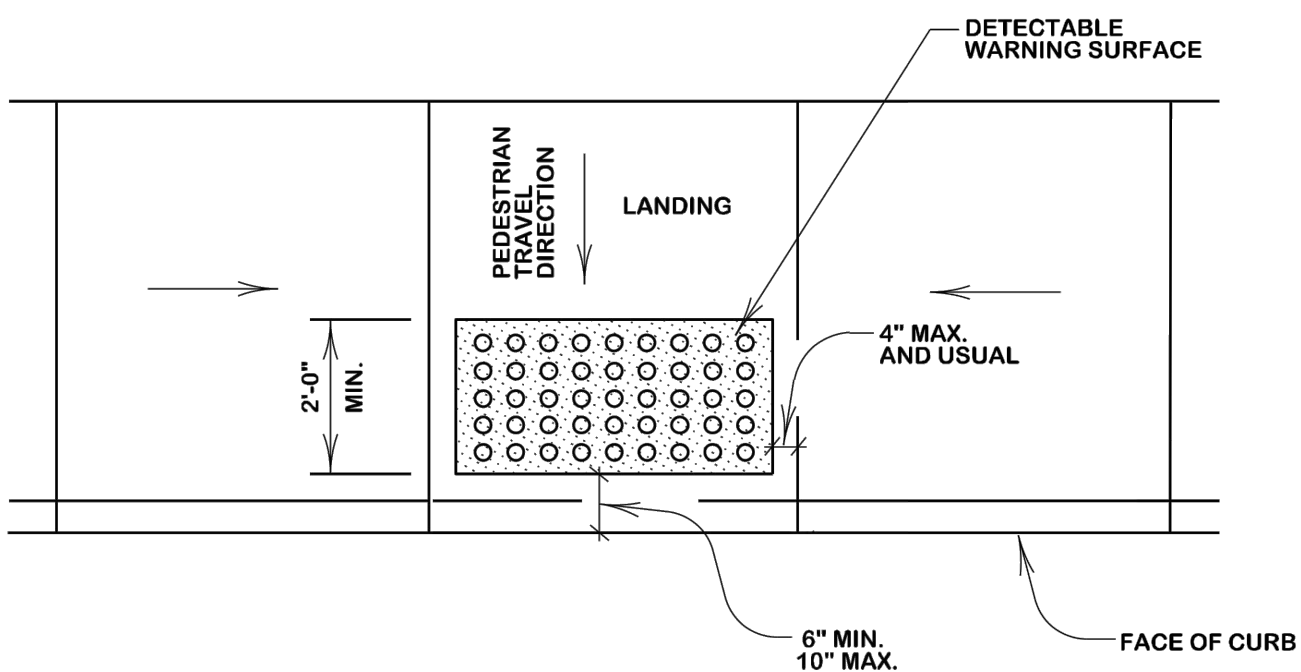 DETECTABLE
WARNING SURFACE
PEDESTRIAN
TRAVEL
DIRECTION
LANDING
4" MAX.
AND USUAL
2'-0"
MIN.
6" MIN.
10" MAX.
FACE OF CURB